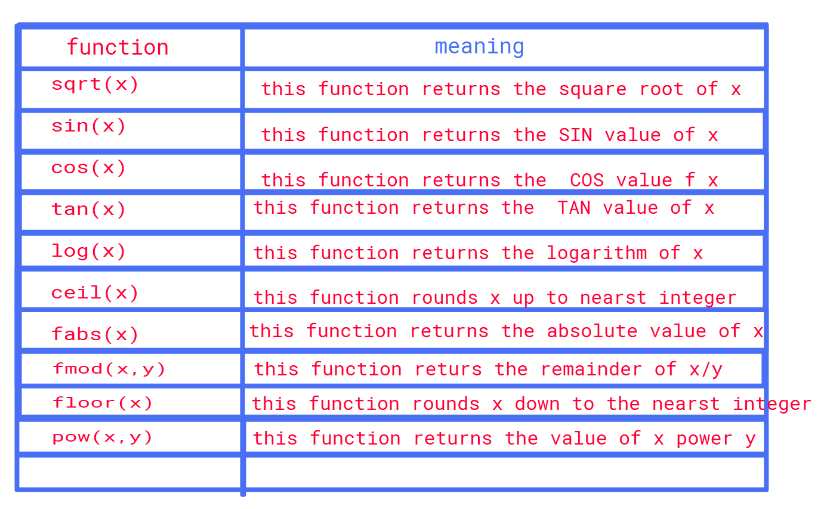 function meaning
sqrt(x) this function returns the square root of x
sin(x) this function returns the SIN value of x
cos(x) this function returns the  COS value f x
tan(x) this function returns the  TAN value of x
log(x) this function returns the logarithm of x
ceil(x) this function rounds x up to nearst integer
fabs(x) this function returns the absolute value of x
fmod(x,y) this function retururs the remainder of x/y
floor(x) this function rounds x down to the nearst integer
pow(x,y) this function returns the value of x power y